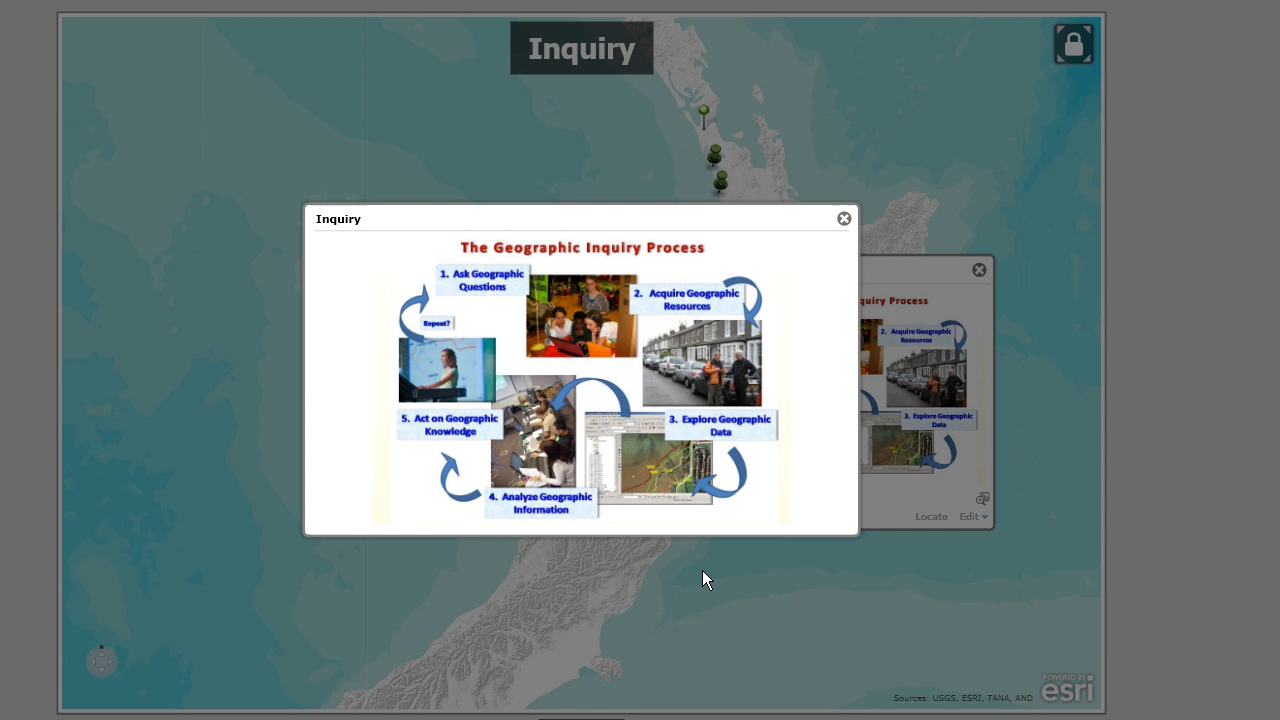 Inquiry
Inquiry
The Geographic Inquiry Process
1. Ask Geographic
Questions
2. Acquire Geographic
Resources
Repeat?
5. Act on Geographic
Knowledge
3. Explore Geographic
Data
4. Analyze Geographic
Information
quiry Process
2. Acquire Geographic
Resources
3. Explore Geographic
Data
Locate Edit
N
Sources: USGS, ESRI, TANA, AND
POWERED BY
esri